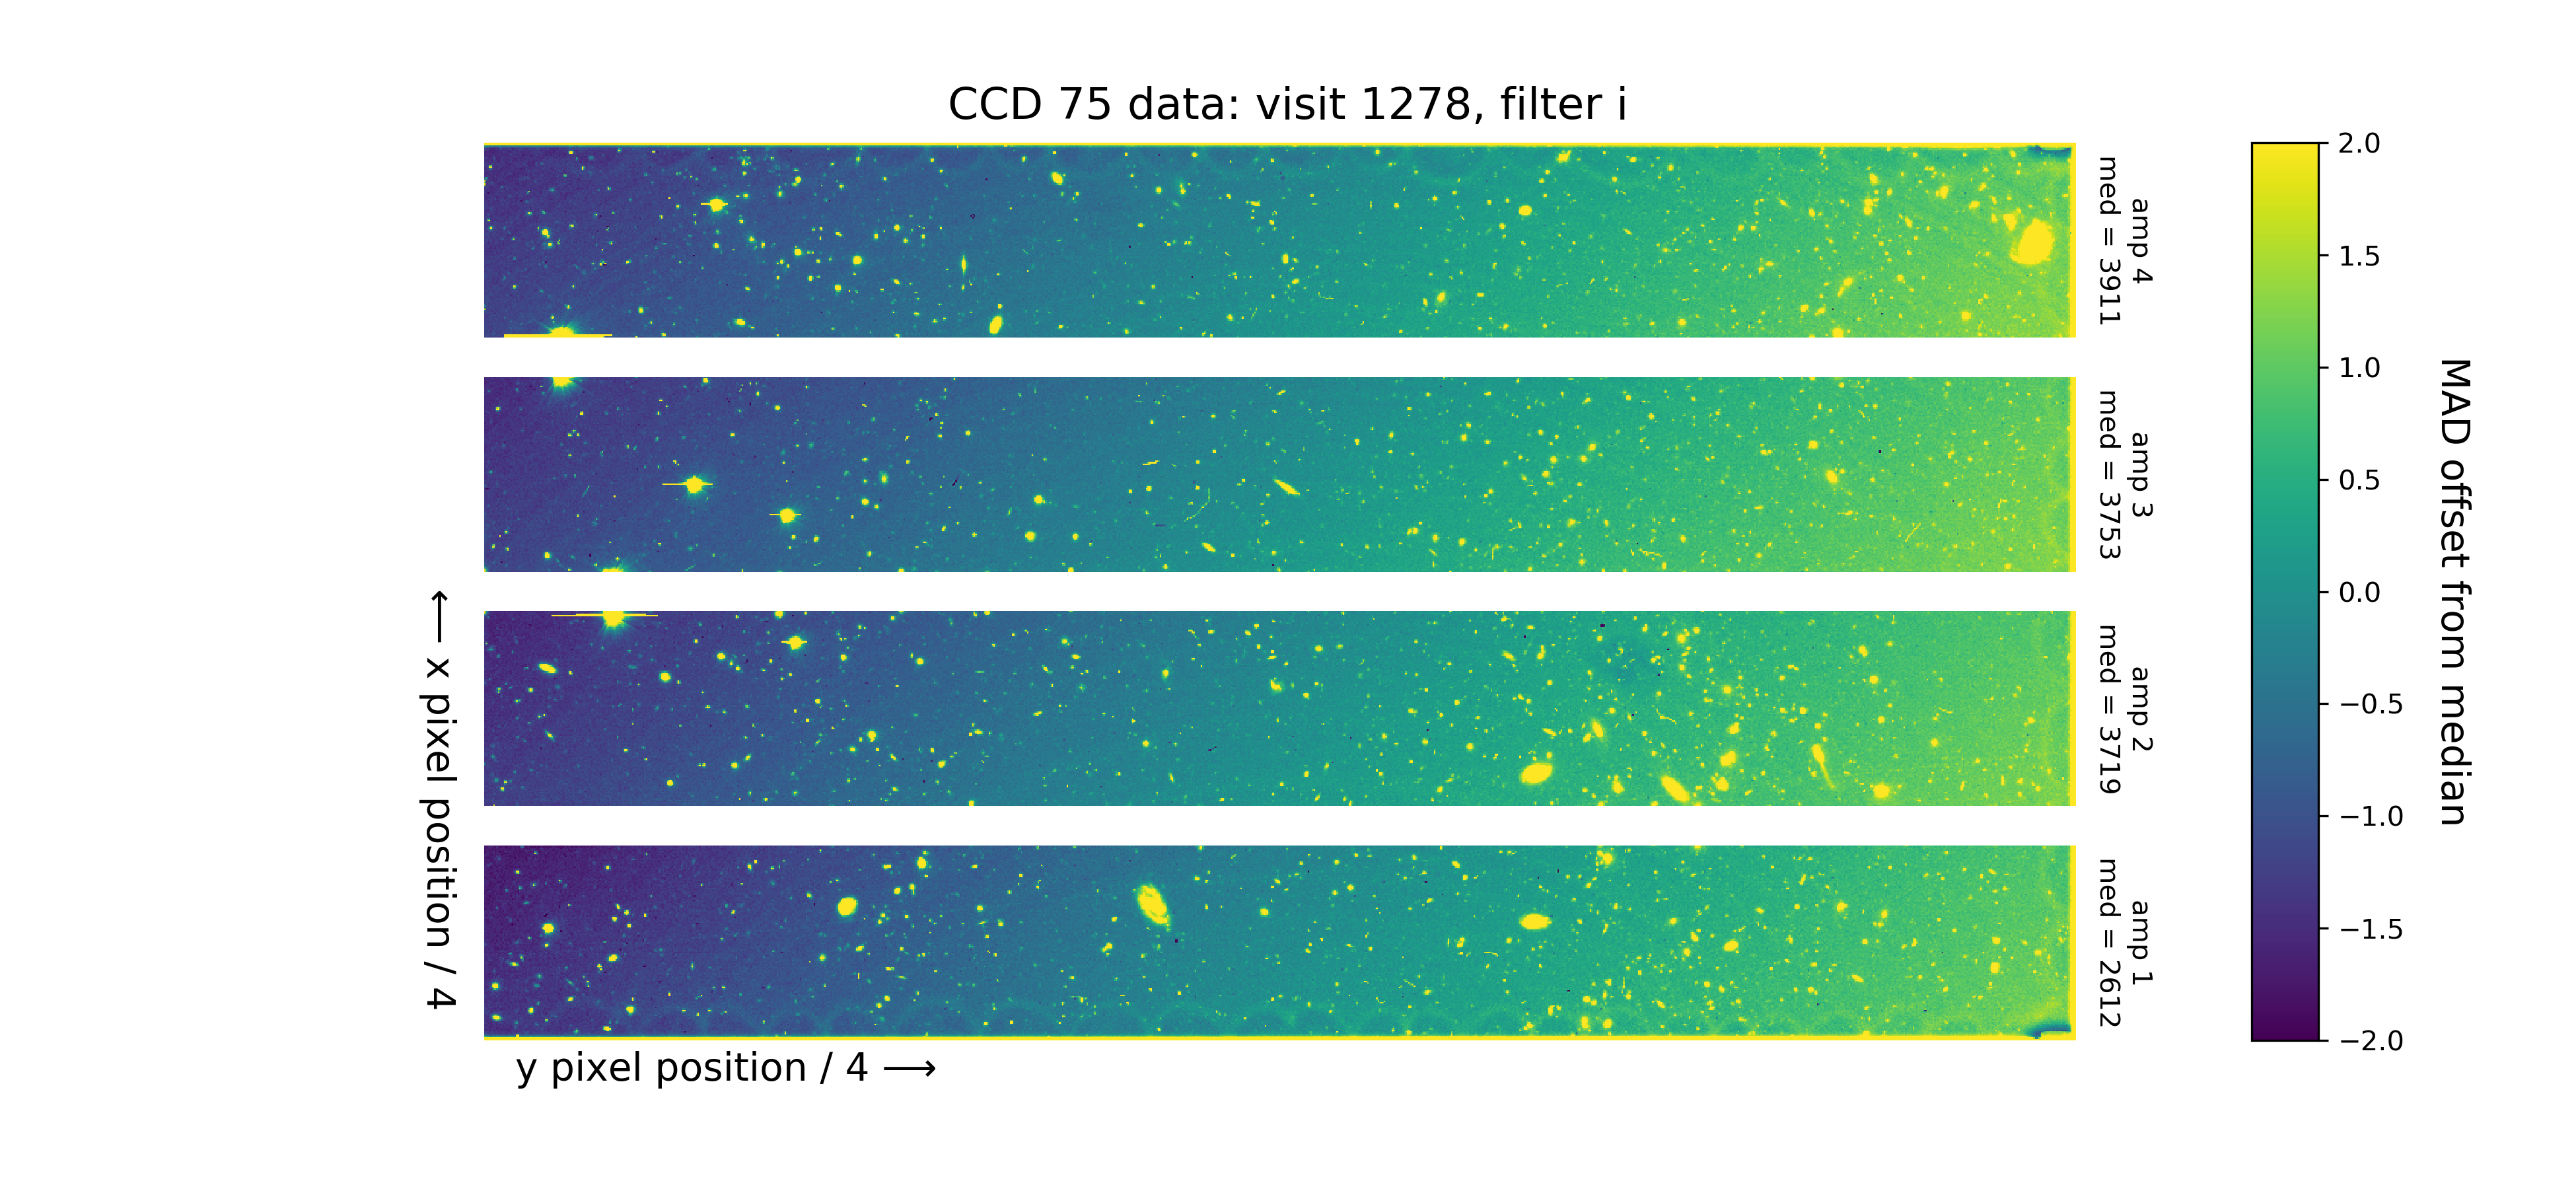 CCD 75 data: visit 1278, filter i
amp 4
med = 3911
amp 3
med = 3753
amp 2
med = 3719
amp 1
med = 2612
⟵ x pixel position / 4
y pixel position / 4 ⟶
2.0
1.5
1.0
0.5
0.0
−0.5
−1.0
−1.5
−2.0
MAD offset from median